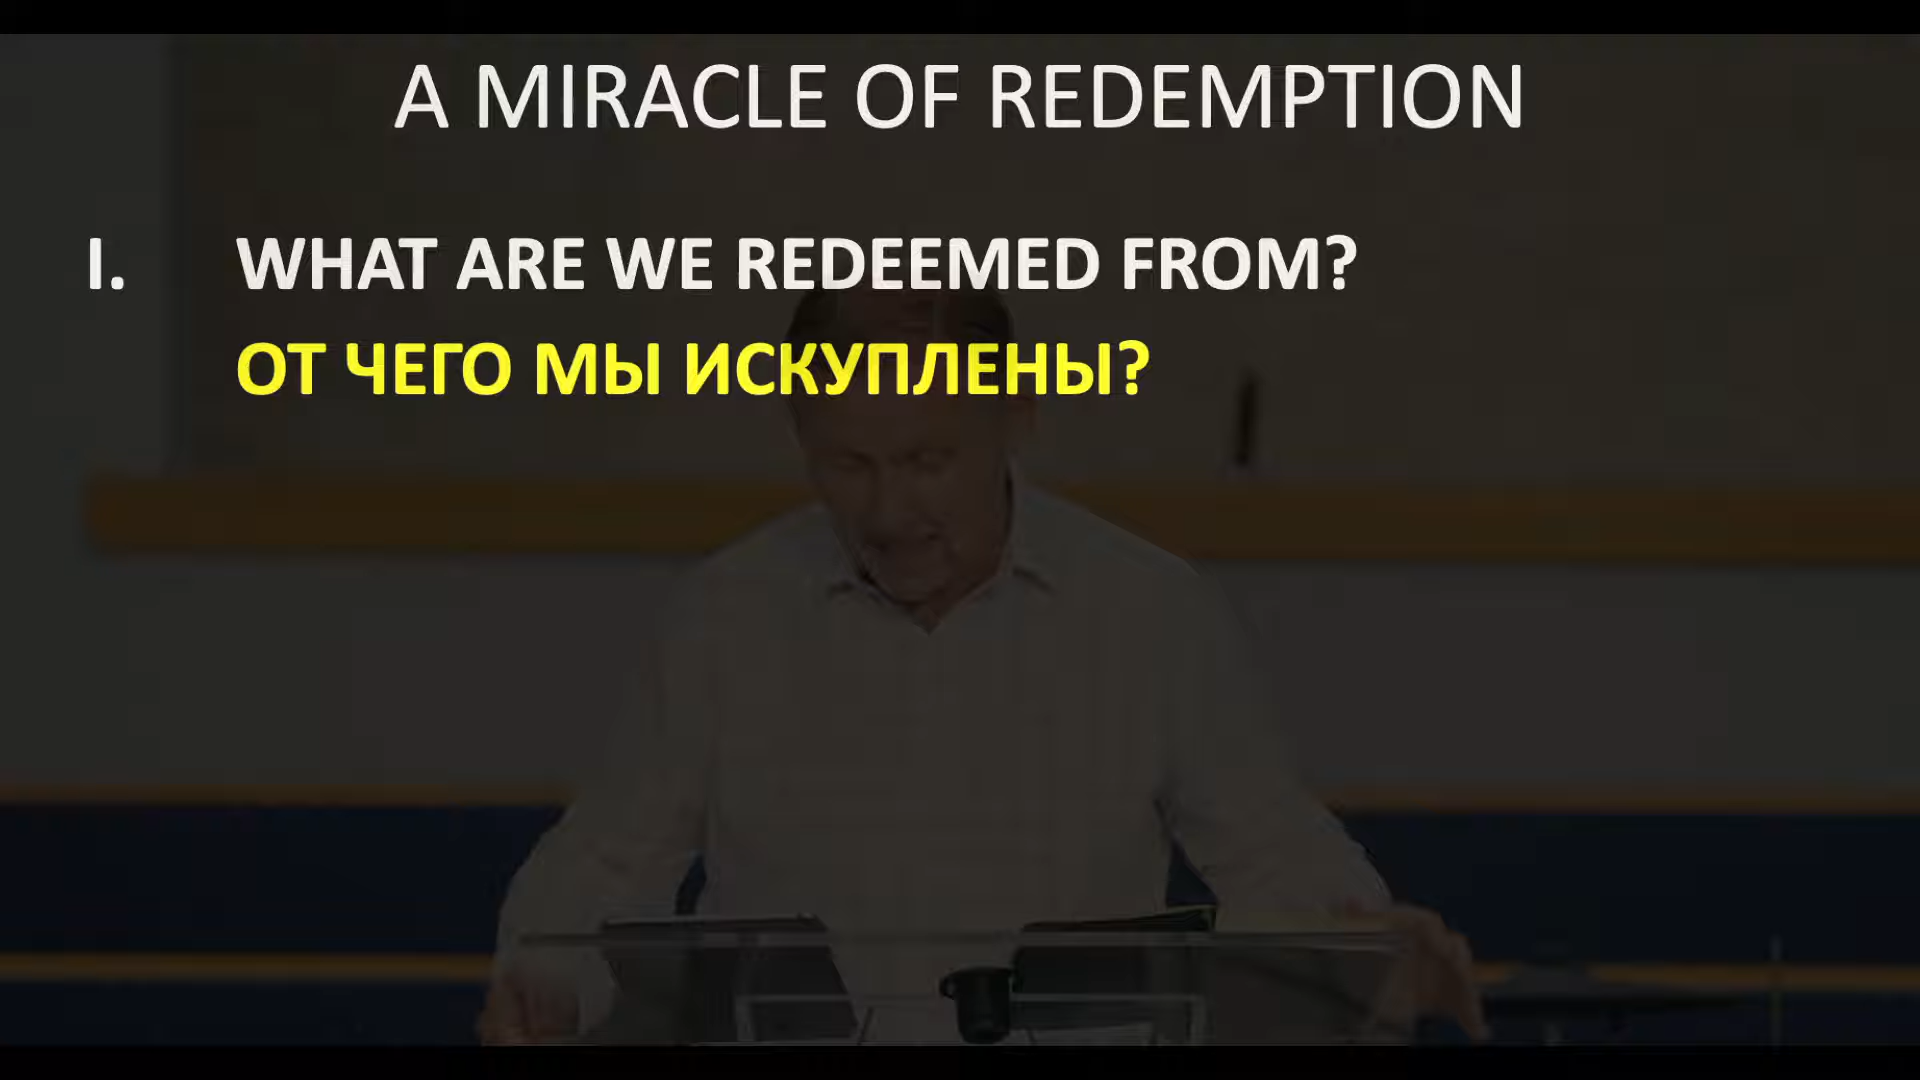 A MIRACLE OF REDEMPTION
I. WHAT ARE WE REDEEMED FROM?
ОТ ЧЕГО МЫ ИСКУПЛЕНЫ?